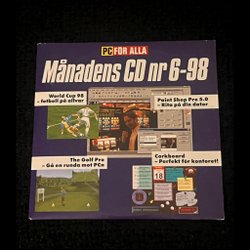 PC FÖR ALLA
Månadens CD nr 6-98
World Cup 98
- fotboll på allvar
Paint Shop Pro 5.0
- Rita på din dator
The Golf Pro
- Gå en runda mot PCn
Corkboard
- Perfekt för kontoret!
18